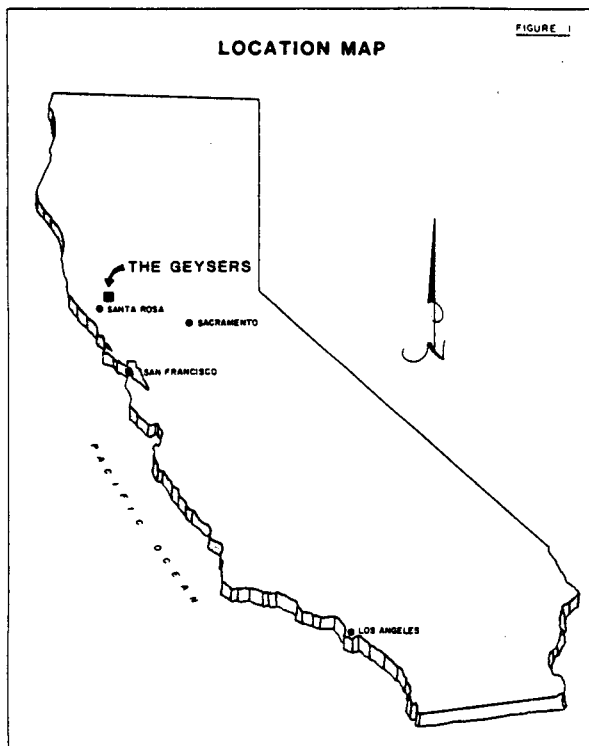 FIGURE 1
LOCATION MAP
THE GEYSERS
SANTA ROSA
SACRAMENTO
SAN FRANCISCO
PACIFIC OCEAN
LOS ANGELES